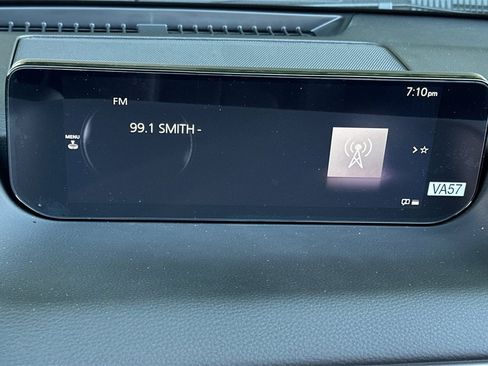 7:10pm
FM
99.1 SMITH -
MENU
VA57